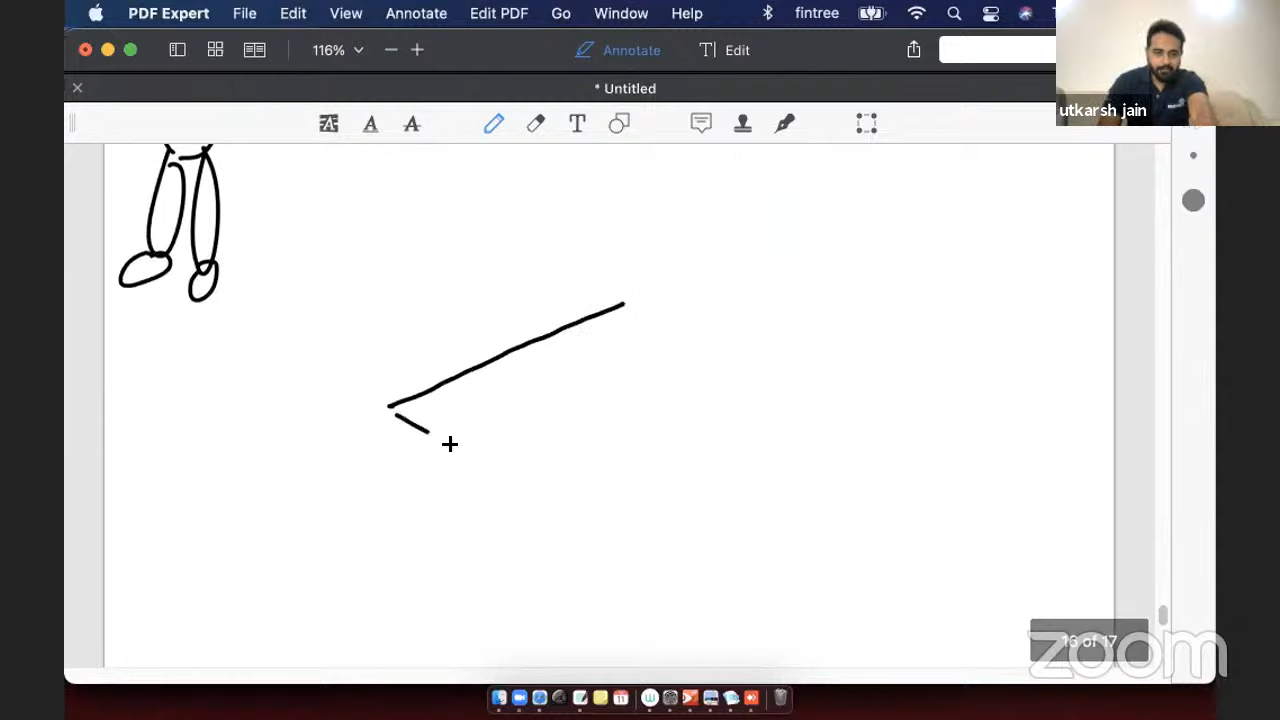 PDF Expert File Edit View Annotate Edit PDF Go Window Help fintree
116% Annotate T Edit
* Untitled
A A A T
utkarsh jain
16 of 17
zoom
11